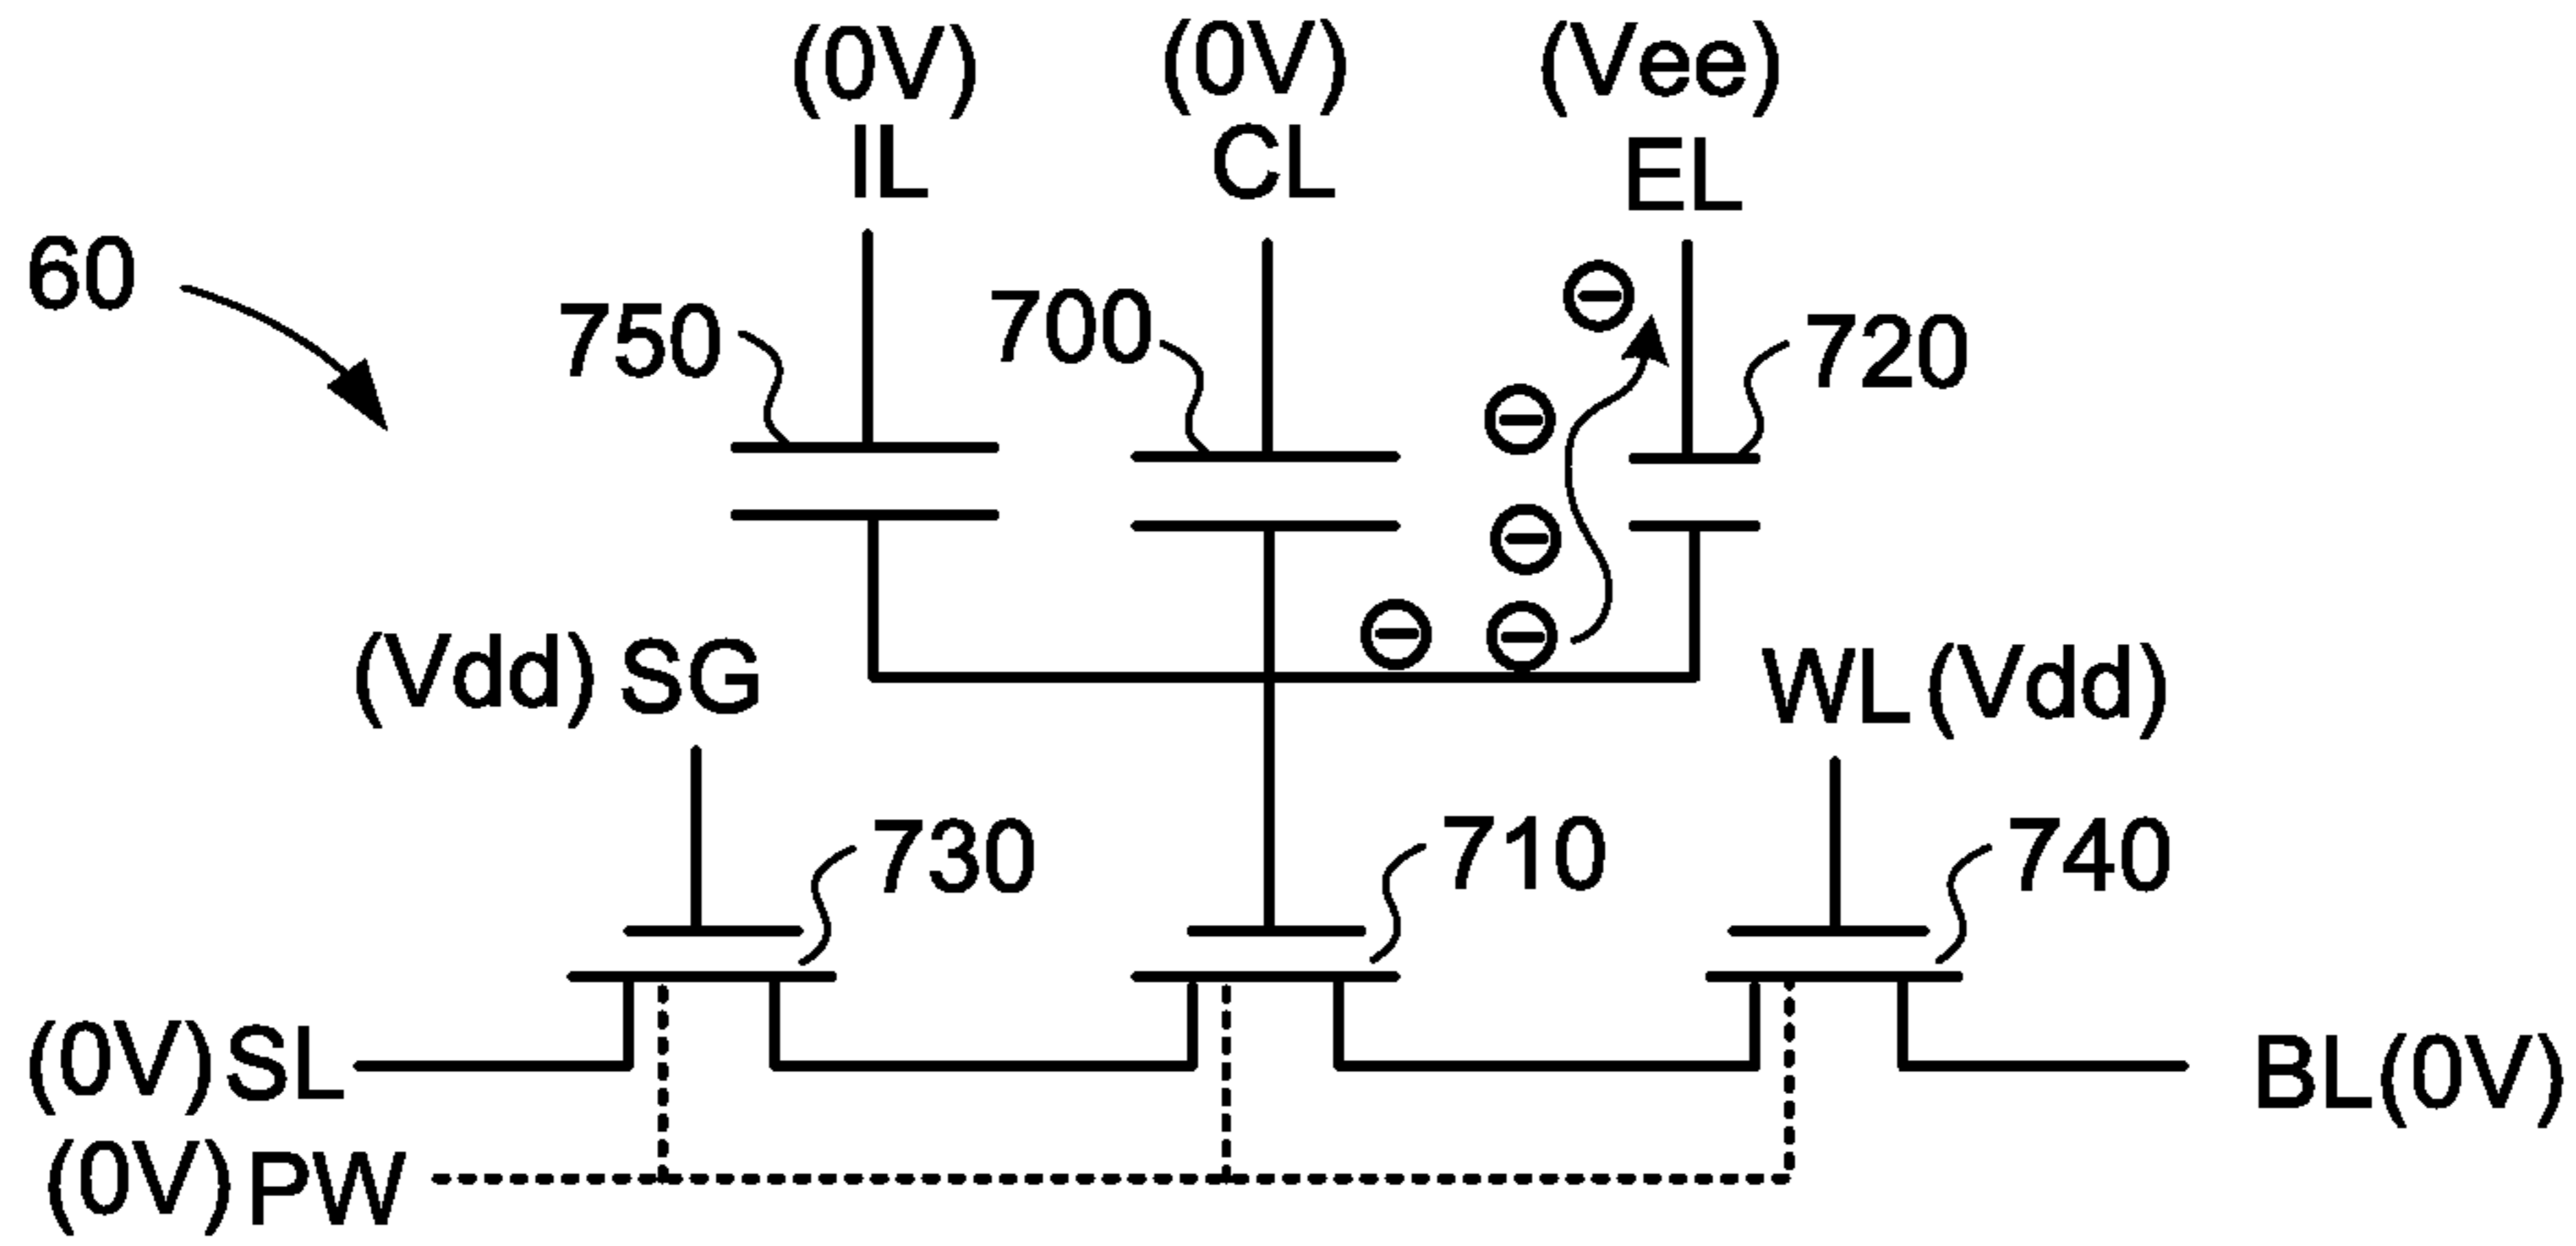 (0V) (0V) (Vee)
IL CL EL
60
750 700 720
(Vdd) SG WL (Vdd)
730 710 740
(0V) SL BL (0V)
(0V) PW